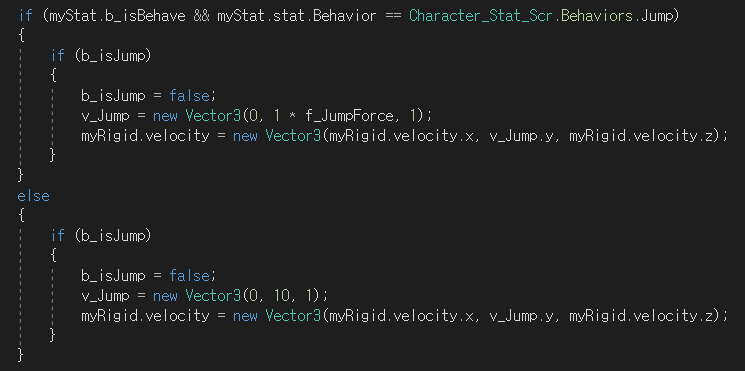 if (myStat.b_isBehave && myStat.stat.Behavior == Character_Stat_Scr.Behaviors.Jump)
{
if (b_isJump)
{
b_isJump = false;
v_Jump = new Vector3(0, 1 * f_JumpForce, 1);
myRigid.velocity = new Vector3(myRigid.velocity.x, v_Jump.y, myRigid.velocity.z);
}
}
else
{
if (b_isJump)
{
b_isJump = false;
v_Jump = new Vector3(0, 10, 1);
myRigid.velocity = new Vector3(myRigid.velocity.x, v_Jump.y, myRigid.velocity.z);
}
}